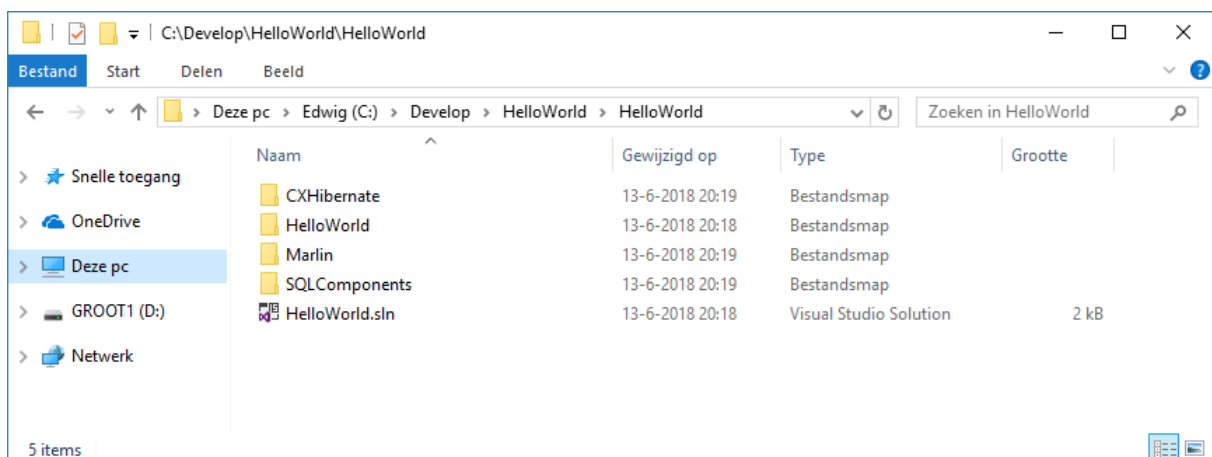 C:\Develop\HelloWorld\HelloWorld
Bestand Start Delen Beeld
Deze pc Edwig (C:) Develop HelloWorld HelloWorld Zoeken in HelloWorld
Naam Gewijzigd op Type Grootte
Snelle toegang
OneDrive
Deze pc
GROOT1 (D:)
Netwerk
CXHibernate 13-6-2018 20:19 Bestandsmap
HelloWorld 13-6-2018 20:18 Bestandsmap
Marlin 13-6-2018 20:19 Bestandsmap
SQLComponents 13-6-2018 20:19 Bestandsmap
HelloWorld.sln 13-6-2018 20:18 Visual Studio Solution 2 kB
5 items